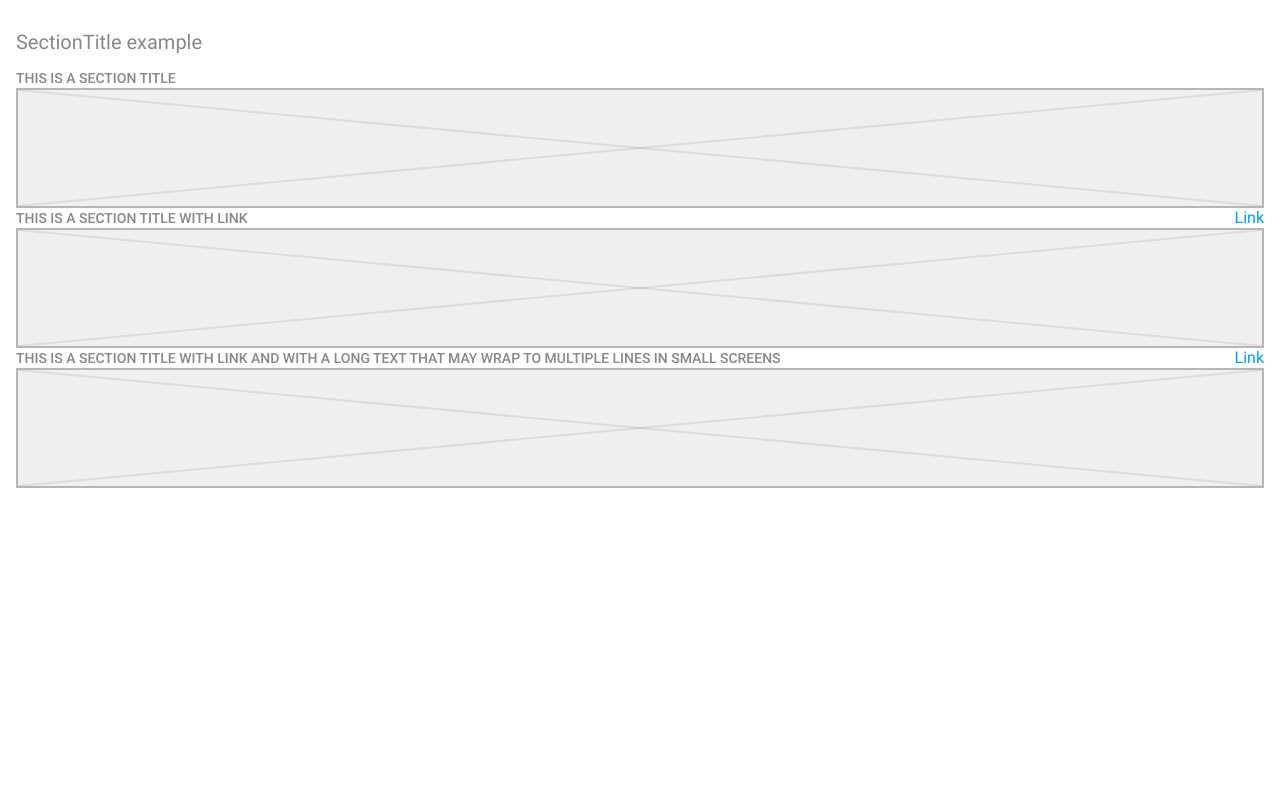 SectionTitle example
THIS IS A SECTION TITLE
THIS IS A SECTION TITLE WITH LINK Link
THIS IS A SECTION TITLE WITH LINK AND WITH A LONG TEXT THAT MAY WRAP TO MULTIPLE LINES IN SMALL SCREENS Link